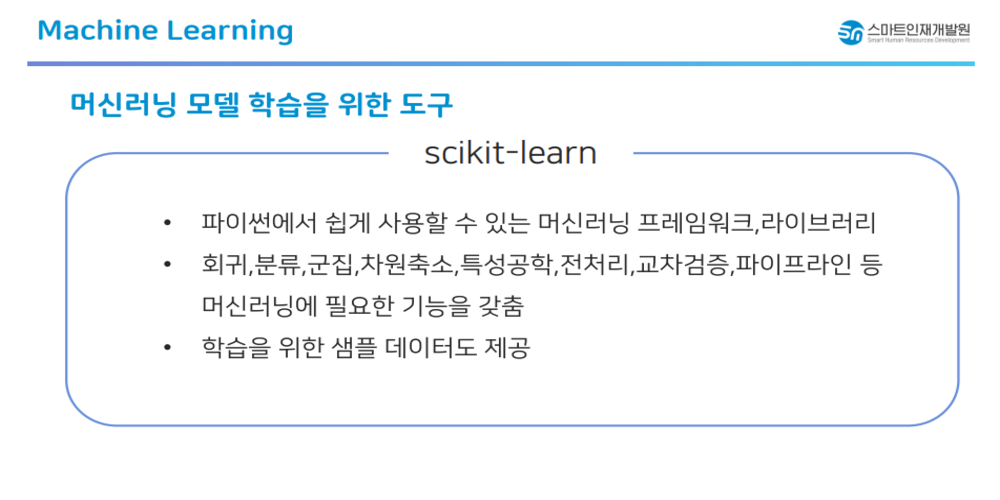 Machine Learning
스마트인재개발원
Smart Human Resources Development
머신러닝 모델 학습을 위한 도구
scikit-learn
• 파이썬에서 쉽게 사용할 수 있는 머신러닝 프레임워크,라이브러리
• 회귀,분류,군집,차원축소,특성공학,전처리,교차검증,파이프라인 등
머신러닝에 필요한 기능을 갖춤
• 학습을 위한 샘플 데이터도 제공